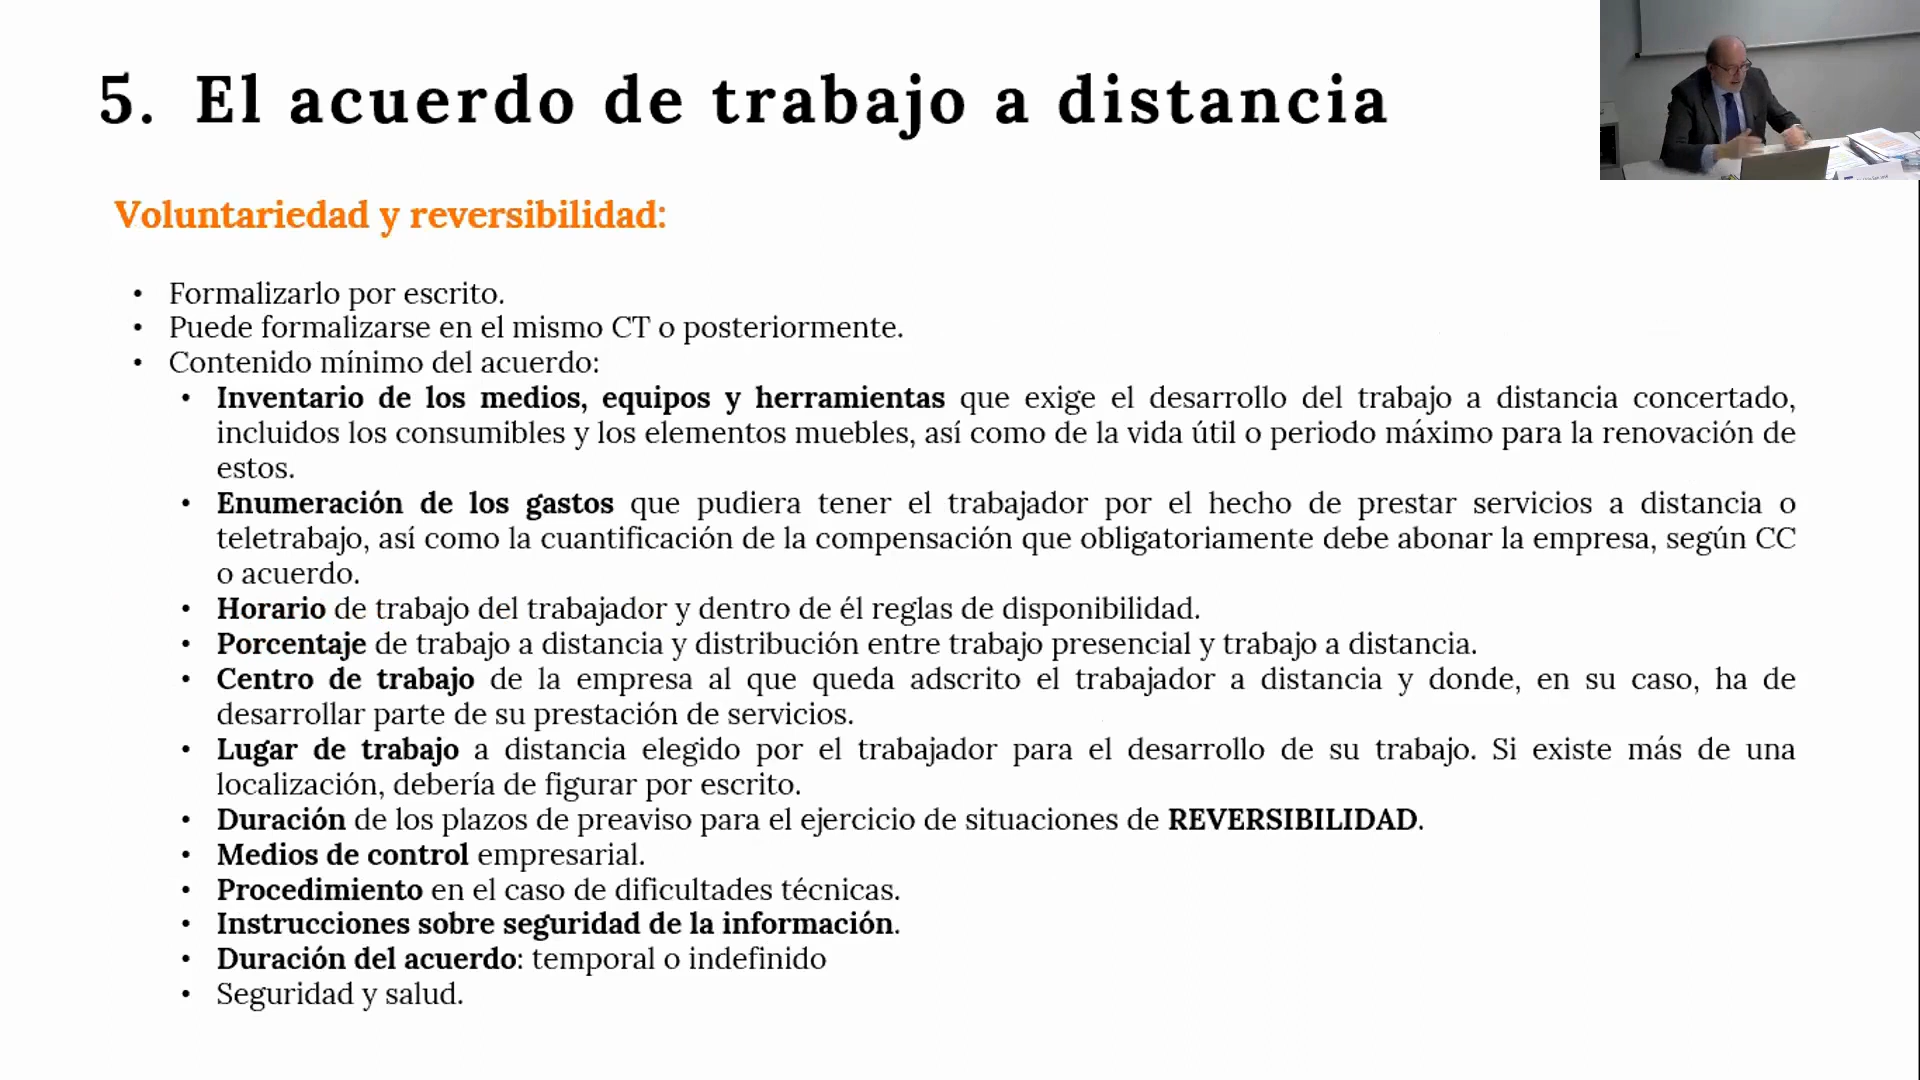 5. El acuerdo de trabajo a distancia
Voluntariedad y reversibilidad:
• Formalizarlo por escrito.
• Puede formalizarse en el mismo CT o posteriormente.
• Contenido mínimo del acuerdo:
• Inventario de los medios, equipos y herramientas que exige el desarrollo del trabajo a distancia concertado,
incluidos los consumibles y los elementos muebles, así como de la vida útil o periodo máximo para la renovación de
estos.
• Enumeración de los gastos que pudiera tener el trabajador por el hecho de prestar servicios a distancia o
teletrabajo, así como la cuantificación de la compensación que obligatoriamente debe abonar la empresa, según CC
o acuerdo.
• Horario de trabajo del trabajador y dentro de él reglas de disponibilidad.
• Porcentaje de trabajo a distancia y distribución entre trabajo presencial y trabajo a distancia.
• Centro de trabajo de la empresa al que queda adscrito el trabajador a distancia y donde, en su caso, ha de
desarrollar parte de su prestación de servicios.
• Lugar de trabajo a distancia elegido por el trabajador para el desarrollo de su trabajo. Si existe más de una
localización, debería de figurar por escrito.
• Duración de los plazos de preaviso para el ejercicio de situaciones de REVERSIBILIDAD.
• Medios de control empresarial.
• Procedimiento en el caso de dificultades técnicas.
• Instrucciones sobre seguridad de la información.
• Duración del acuerdo: temporal o indefinido
• Seguridad y salud.